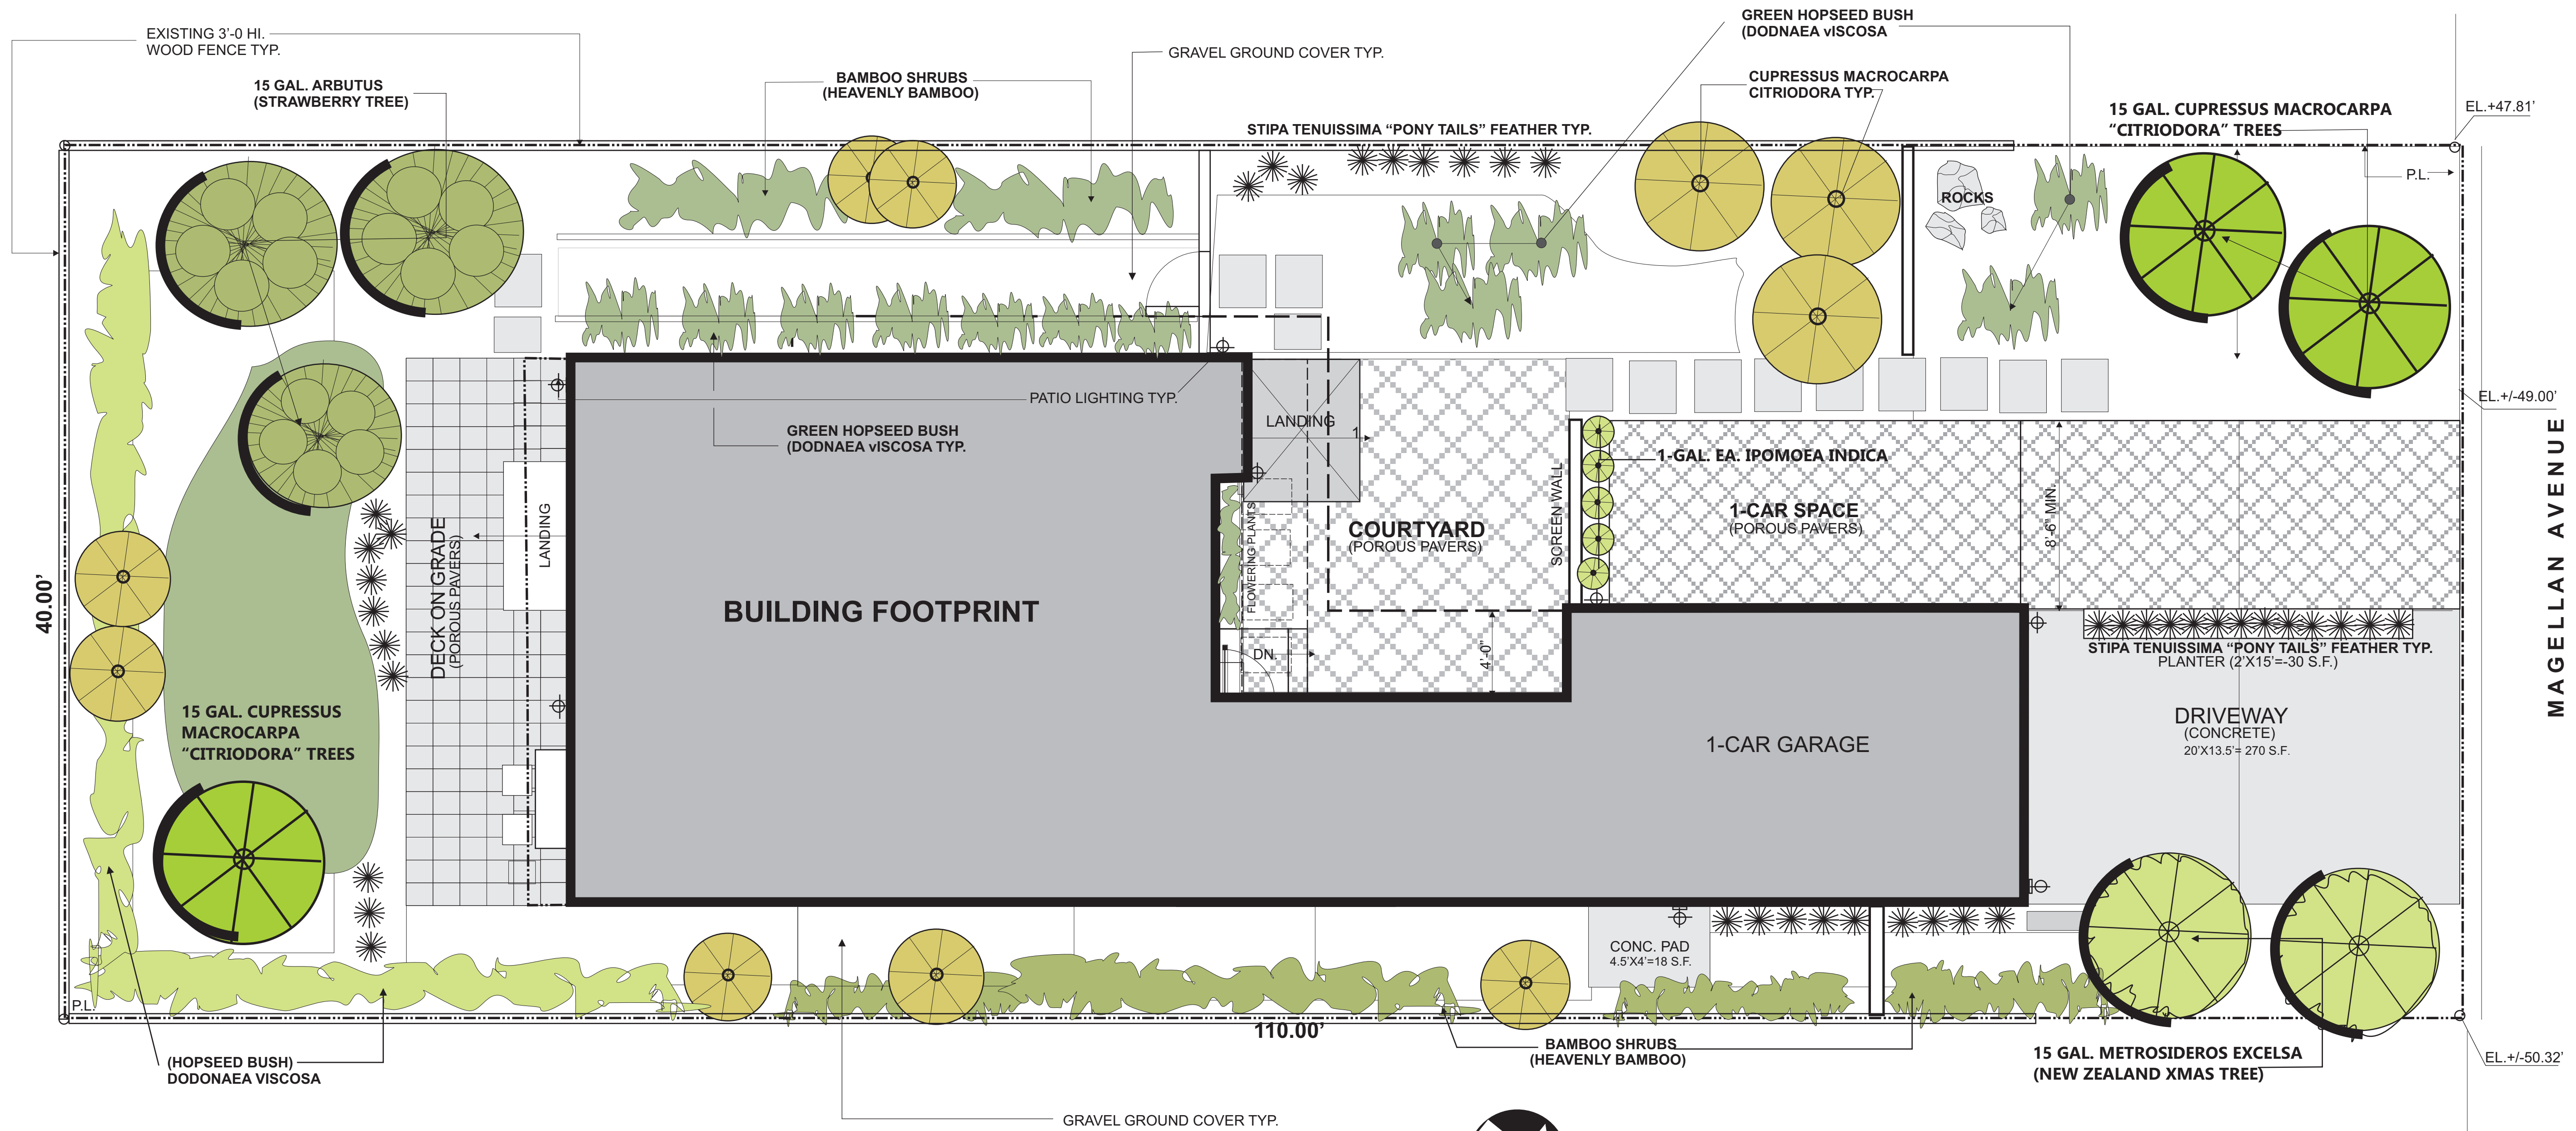 GREEN HOPSEED BUSH
(DODNAEA vISCOSA
EXISTING 3'-0 HI.
WOOD FENCE TYP.
GRAVEL GROUND COVER TYP.
15 GAL. ARBUTUS
(STRAWBERRY TREE)
BAMBOO SHRUBS
(HEAVENLY BAMBOO)
CUPRESSUS MACROCARPA
CITRIODORA TYP.
15 GAL. CUPRESSUS MACROCARPA
“CITRIODORA” TREES
EL.+47.81'
STIPA TENUISSIMA “PONY TAILS” FEATHER TYP.
P.L.
ROCKS
PATIO LIGHTING TYP.
EL.+/-49.00'
LANDING
1
GREEN HOPSEED BUSH
(DODNAEA vISCOSA TYP.
1-GAL. EA. IPOMOEA INDICA
MAGELLAN AVENUE
40.00'
DECK ON GRADE
(POROUS PAVERS)
LANDING
BUILDING FOOTPRINT
FLOWERING PLANTS
COURTYARD
(POROUS PAVERS)
SCREEN WALL
1-CAR SPACE
(POROUS PAVERS)
8'-6" MIN.
DN.
4'-0"
STIPA TENUISSIMA “PONY TAILS” FEATHER TYP.
PLANTER (2'X15'=-30 S.F.)
15 GAL. CUPRESSUS
MACROCARPA
“CITRIODORA” TREES
1-CAR GARAGE
DRIVEWAY
(CONCRETE)
20'X13.5'= 270 S.F.
CONC. PAD
4.5'X4'=18 S.F.
P.L.
110.00'
BAMBOO SHRUBS
(HEAVENLY BAMBOO)
15 GAL. METROSIDEROS EXCELSA
(NEW ZEALAND XMAS TREE)
EL.+/-50.32'
(HOPSEED BUSH)
DODONAEA VISCOSA
GRAVEL GROUND COVER TYP.